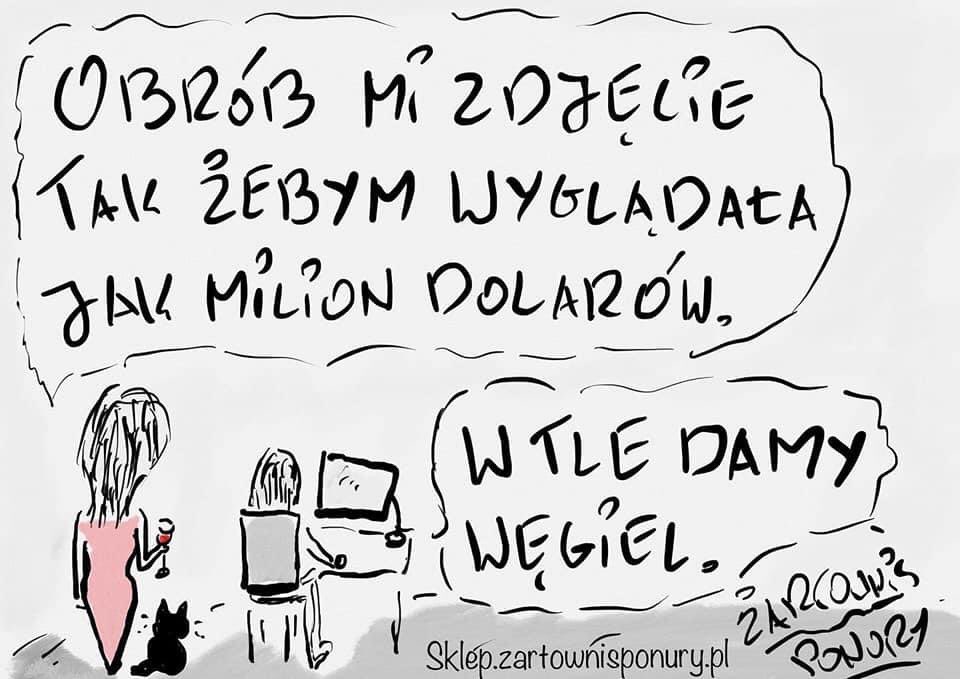 OBRÓB MI ZDJĘCIE
TAK ŻEBYM WYGLĄDAŁA
JAK MILION DOLARÓW.
W TLE DAMY
WĘGIEL.
ŻARTOWNIŚ
PONURY
Sklep.zartownisponury.pl